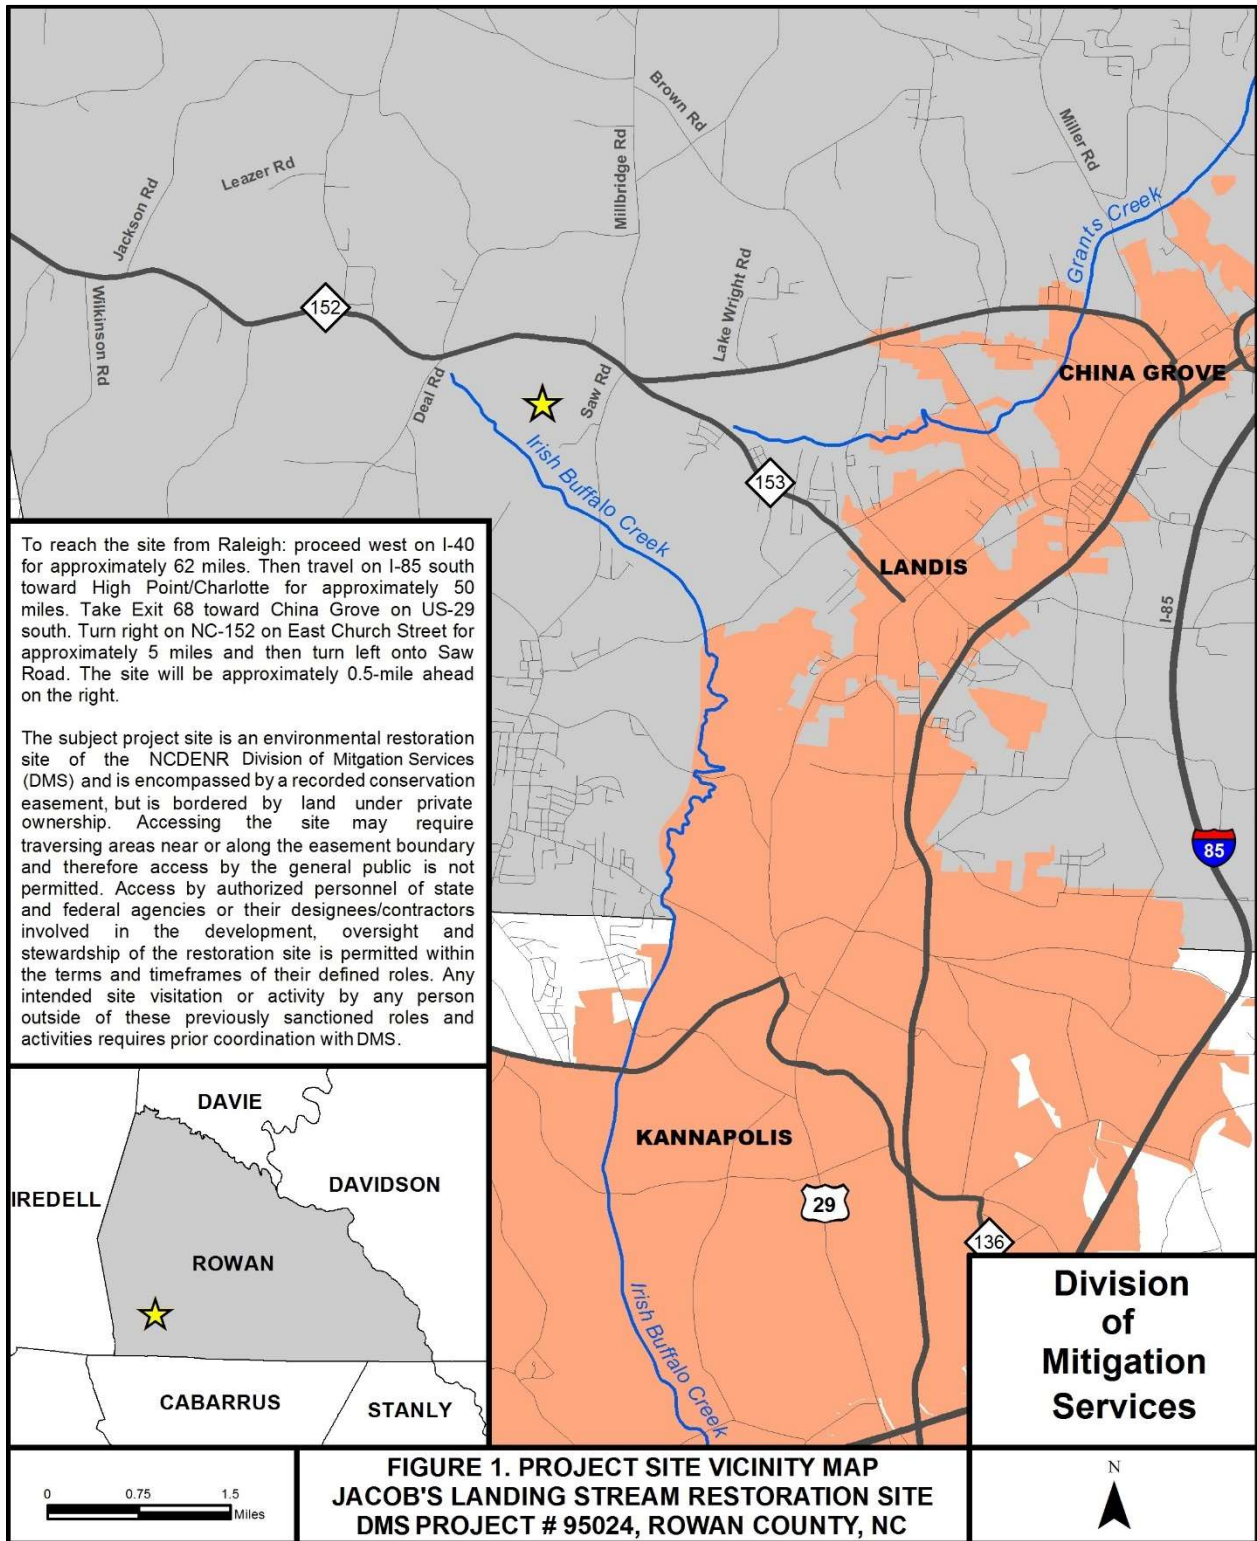 Brown Rd
Miller Rd
Leazer Rd
Millbridge Rd
Jackson Rd
Grants Creek
Wilkinson Rd
152
Lake Wright Rd
Deal Rd
Saw Rd
CHINA GROVE
Irish Buffalo Creek
153
LANDIS
I-85
85
To reach the site from Raleigh: proceed west on I-40
for approximately 62 miles. Then travel on I-85 south
toward High Point/Charlotte for approximately 50
miles. Take Exit 68 toward China Grove on US-29
south. Turn right on NC-152 on East Church Street for
approximately 5 miles and then turn left onto Saw
Road. The site will be approximately 0.5-mile ahead
on the right.
The subject project site is an environmental restoration
site of the NCDENR Division of Mitgation Services
(DMS) and is encompassed by a recorded conservation
easement, but is bordered by land under private
ownership. Accessing the site may require
traversing areas near or along the easement boundary
and therefore access by the general public is not
permitted. Access by authorized personnel of state
and federal agencies or their designees/contractors
involved in the development, oversight and
stewardship of the restoration site is permitted within
the terms and timeframes of their defined roles. Any
intended site visitation or activity by any person
outside of these previously sanctioned roles and
activities requires prior coordination with DMS.
KANNAPOLIS
29
136
Irish Buffalo Creek
DAVIE
IREDELL
DAVIDSON
ROWAN
CABARRUS
STANLY
Division
of
Mitigation
Services
0 0.75 1.5
Miles
FIGURE 1. PROJECT SITE VICINITY MAP
JACOB'S LANDING STREAM RESTORATION SITE
DMS PROJECT # 95024, ROWAN COUNTY, NC
N